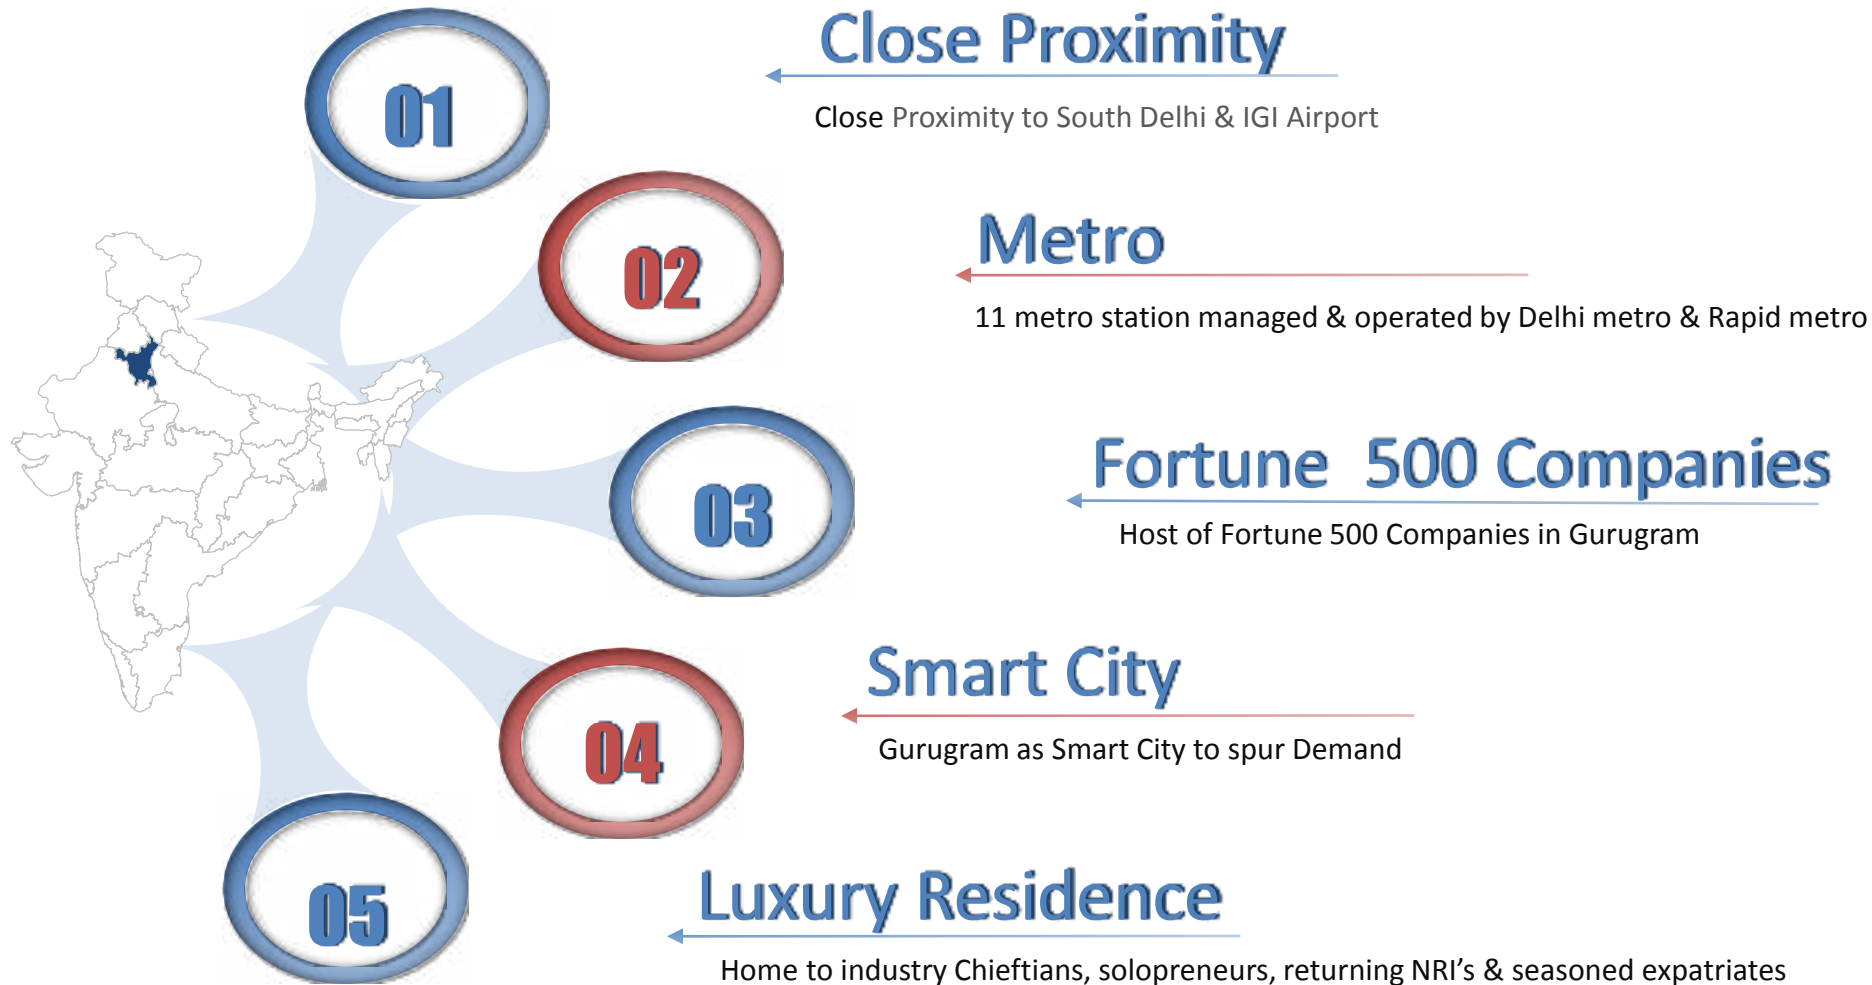 01
Close Proximity
Close Proximity to South Delhi & IGI Airport
02
Metro
11 metro station managed & operated by Delhi metro & Rapid metro
03
Fortune 500 Companies
Host of Fortune 500 Companies in Gurugram
04
Smart City
Gurugram as Smart City to spur Demand
05
Luxury Residence
Home to industry Chieftians, solopreneurs, returning NRI’s & seasoned expatriates